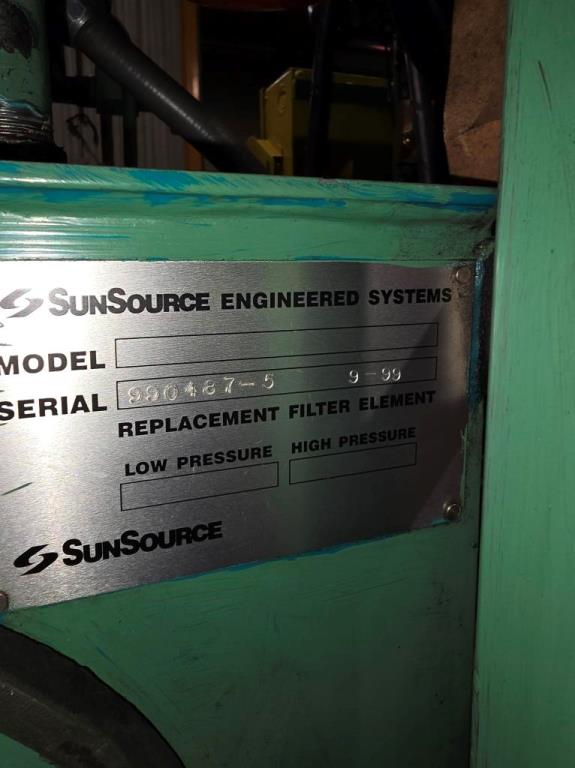 SUNSOURCE ENGINEERED SYSTEMS
MODEL
SERIAL 990487-5 9-99
REPLACEMENT FILTER ELEMENT
LOW PRESSURE HIGH PRESSURE
SUNSOURCE